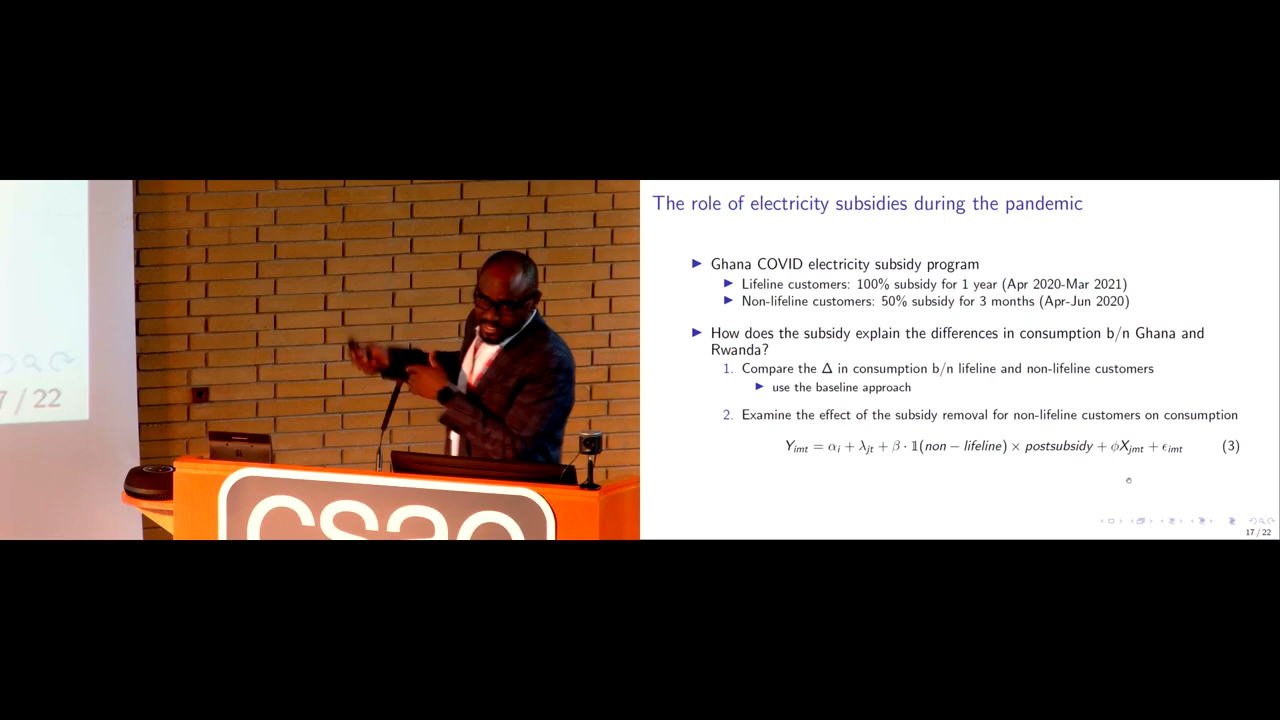 7 / 22
csae
The role of electricity subsidies during the pandemic
Ghana COVID electricity subsidy program
Lifeline customers: 100% subsidy for 1 year (Apr 2020-Mar 2021)
Non-lifeline customers: 50% subsidy for 3 months (Apr-Jun 2020)
How does the subsidy explain the differences in consumption b/n Ghana and
Rwanda?
1. Compare the Δ in consumption b/n lifeline and non-lifeline customers
use the baseline approach
2. Examine the effect of the subsidy removal for non-lifeline customers on consumption
Y_imt = α_i + λ_jt + β · 𝟙(non − lifeline) × postsubsidy + ϕX_jmt + ϵ_imt (3)
17 / 22